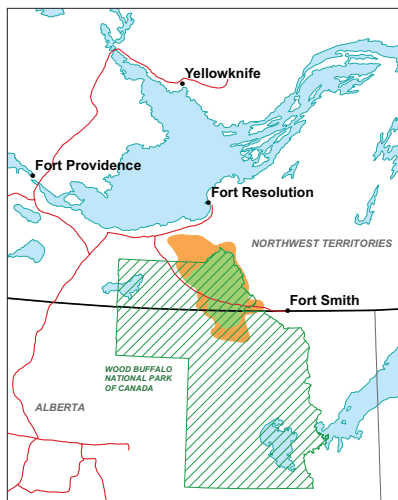 Yellowknife
Fort Providence
Fort Resolution
NORTHWEST TERRITORIES
Fort Smith
WOOD BUFFALO
NATIONAL PARK
OF CANADA
ALBERTA